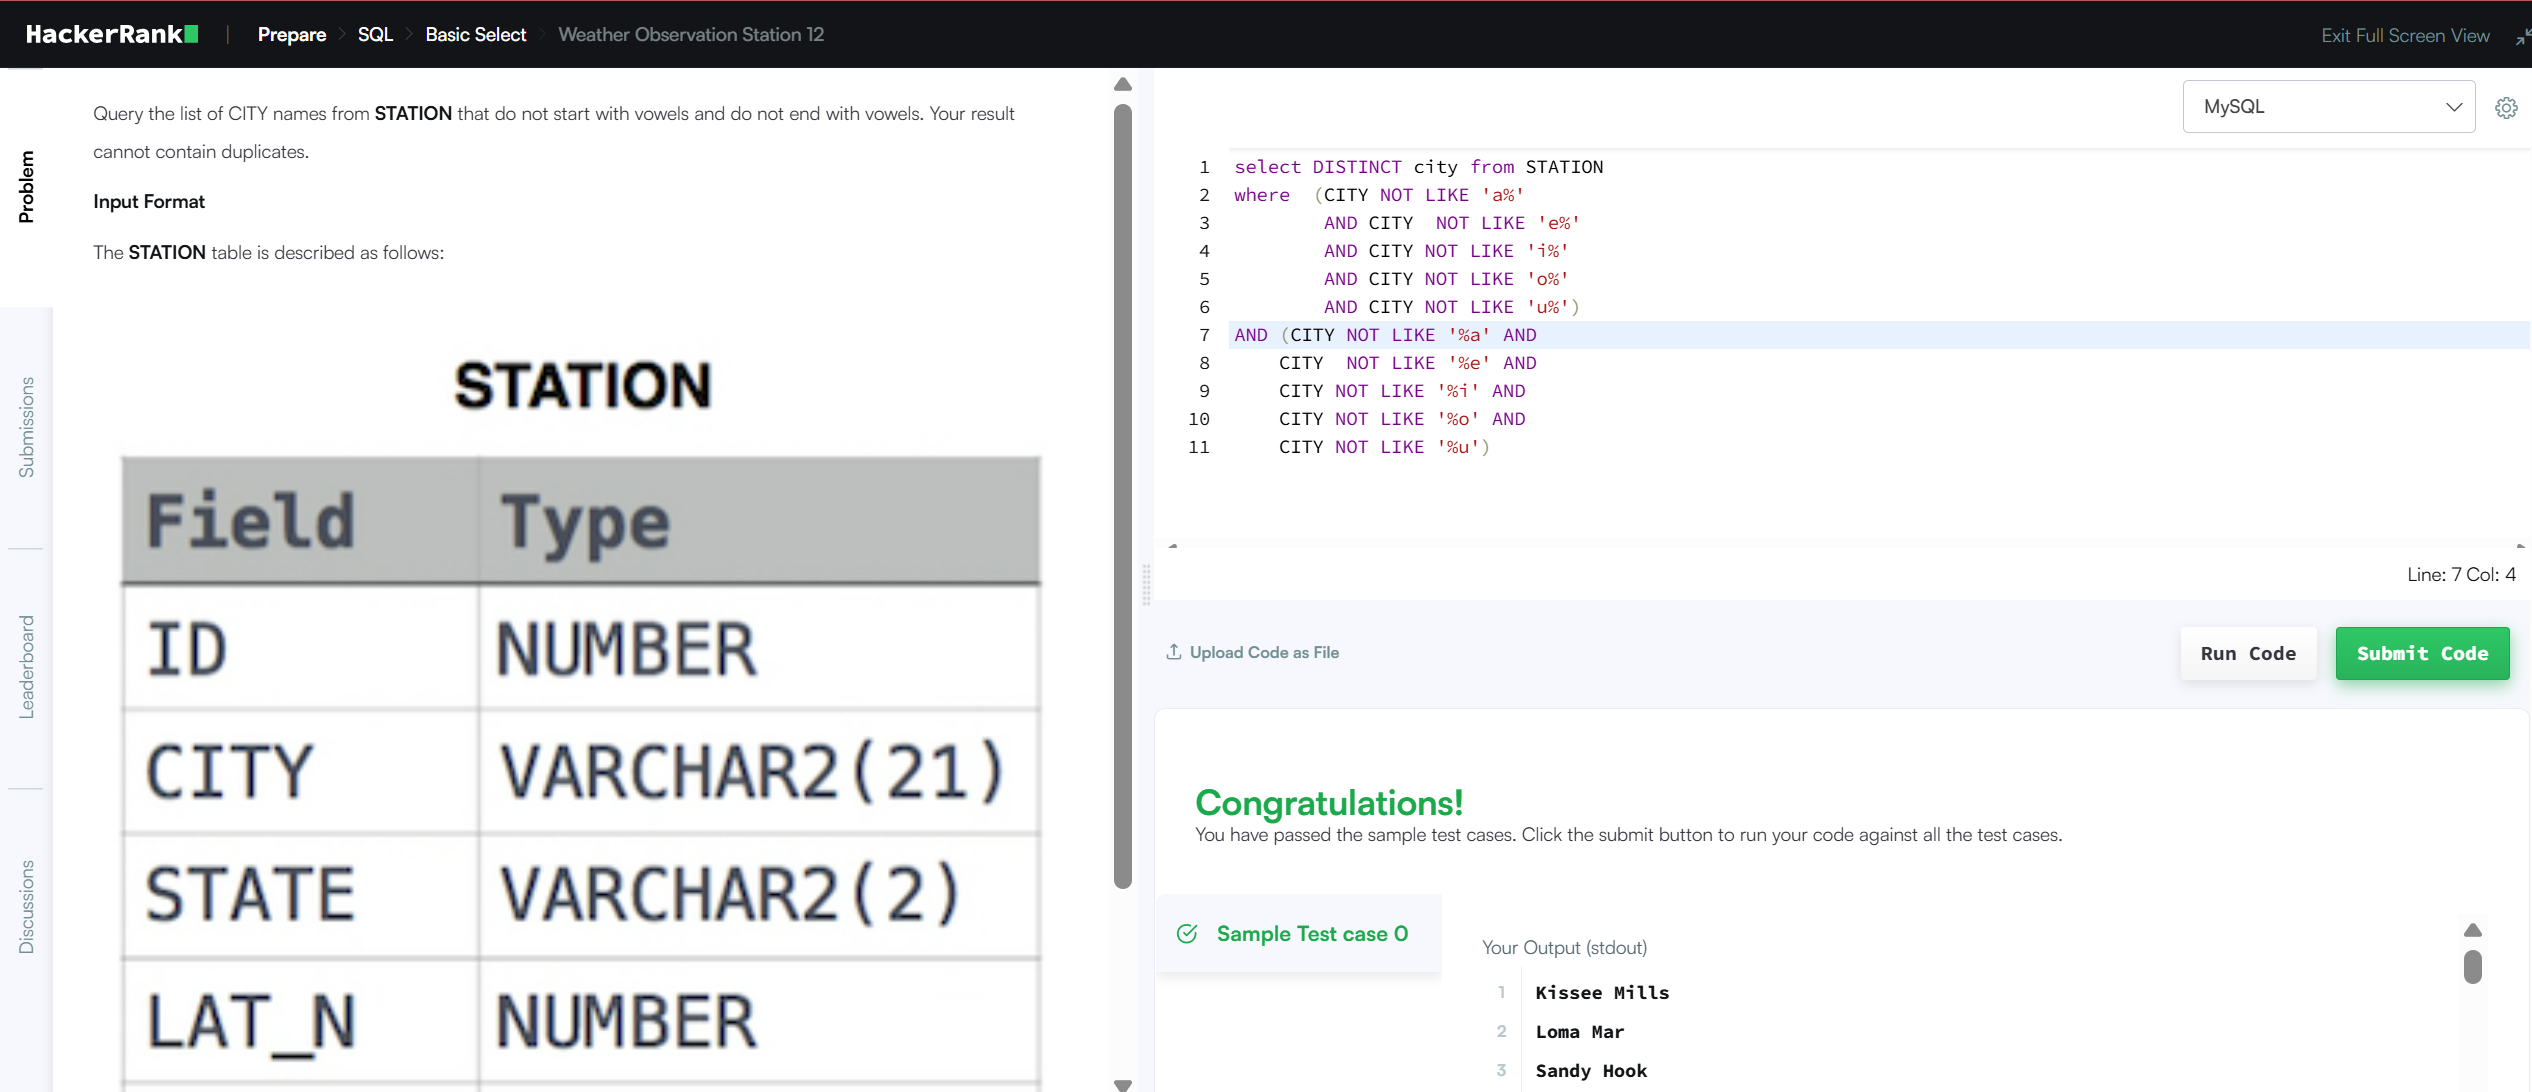 HackerRank | Prepare > SQL > Basic Select > Weather Observation Station 12
Exit Full Screen View
Problem
Submissions
Leaderboard
Discussions
Query the list of CITY names from STATION that do not start with vowels and do not end with vowels. Your result
cannot contain duplicates.
Input Format
The STATION table is described as follows:
STATION
Field Type
ID NUMBER
CITY VARCHAR2(21)
STATE VARCHAR2(2)
LAT_N NUMBER
MySQL
1 select DISTINCT city from STATION
2 where  (CITY NOT LIKE 'a%'
3         AND CITY  NOT LIKE 'e%'
4         AND CITY NOT LIKE 'i%'
5         AND CITY NOT LIKE 'o%'
6         AND CITY NOT LIKE 'u%')
7 AND (CITY NOT LIKE '%a' AND
8     CITY  NOT LIKE '%e' AND
9     CITY NOT LIKE '%i' AND
10     CITY NOT LIKE '%o' AND
11     CITY NOT LIKE '%u')
Line: 7 Col: 4
Upload Code as File
Run Code
Submit Code
Congratulations!
You have passed the sample test cases. Click the submit button to run your code against all the test cases.
Sample Test case 0
Your Output (stdout)
1 Kissee Mills
2 Loma Mar
3 Sandy Hook